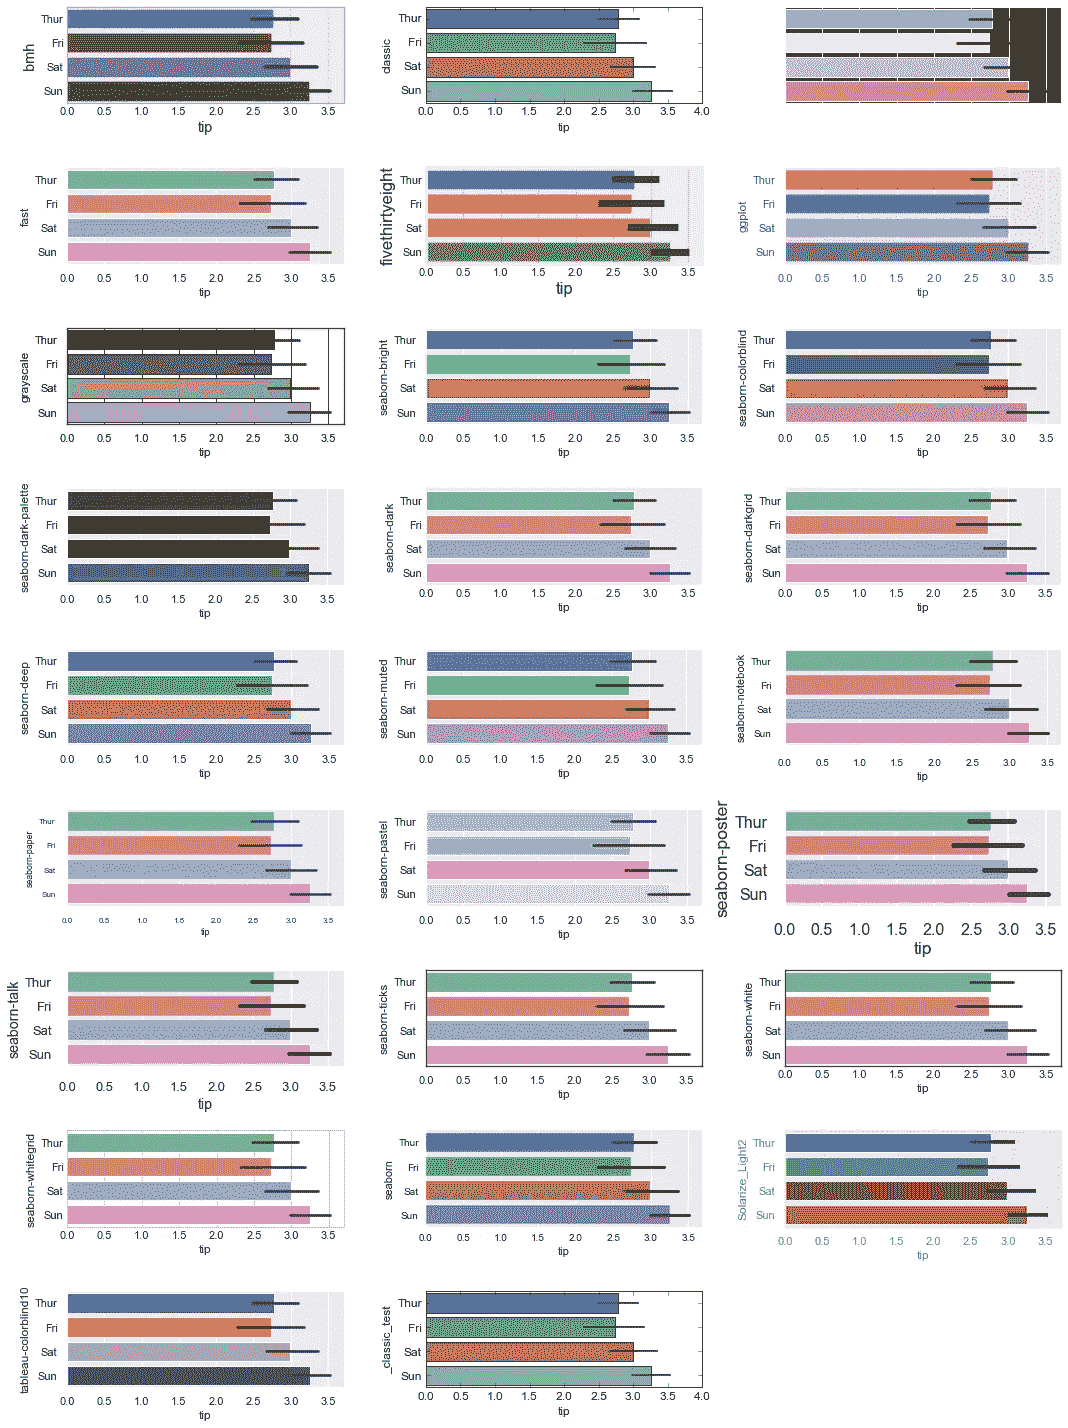 bmh
Thur
Fri
Sat
Sun
0.0 0.5 1.0 1.5 2.0 2.5 3.0 3.5
tip
classic
Thur
Fri
Sat
Sun
0.0 0.5 1.0 1.5 2.0 2.5 3.0 3.5 4.0
tip
fast
Thur
Fri
Sat
Sun
0.0 0.5 1.0 1.5 2.0 2.5 3.0 3.5
tip
fivethirtyeight
Thur
Fri
Sat
Sun
0.0 0.5 1.0 1.5 2.0 2.5 3.0 3.5
tip
ggplot
Thur
Fri
Sat
Sun
0.0 0.5 1.0 1.5 2.0 2.5 3.0 3.5
tip
grayscale
Thur
Fri
Sat
Sun
0.0 0.5 1.0 1.5 2.0 2.5 3.0 3.5
tip
seaborn-bright
Thur
Fri
Sat
Sun
0.0 0.5 1.0 1.5 2.0 2.5 3.0 3.5
tip
seaborn-colorblind
Thur
Fri
Sat
Sun
0.0 0.5 1.0 1.5 2.0 2.5 3.0 3.5
tip
seaborn-dark-palette
Thur
Fri
Sat
Sun
0.0 0.5 1.0 1.5 2.0 2.5 3.0 3.5
tip
seaborn-dark
Thur
Fri
Sat
Sun
0.0 0.5 1.0 1.5 2.0 2.5 3.0 3.5
tip
seaborn-darkgrid
Thur
Fri
Sat
Sun
0.0 0.5 1.0 1.5 2.0 2.5 3.0 3.5
tip
seaborn-deep
Thur
Fri
Sat
Sun
0.0 0.5 1.0 1.5 2.0 2.5 3.0 3.5
tip
seaborn-muted
Thur
Fri
Sat
Sun
0.0 0.5 1.0 1.5 2.0 2.5 3.0 3.5
tip
seaborn-notebook
Thur
Fri
Sat
Sun
0.0 0.5 1.0 1.5 2.0 2.5 3.0 3.5
tip
seaborn-paper
Thur
Fri
Sat
Sun
0.0 0.5 1.0 1.5 2.0 2.5 3.0 3.5
tip
seaborn-pastel
Thur
Fri
Sat
Sun
0.0 0.5 1.0 1.5 2.0 2.5 3.0 3.5
tip
seaborn-poster
Thur
Fri
Sat
Sun
0.0 0.5 1.0 1.5 2.0 2.5 3.0 3.5
tip
seaborn-talk
Thur
Fri
Sat
Sun
0.0 0.5 1.0 1.5 2.0 2.5 3.0 3.5
tip
seaborn-ticks
Thur
Fri
Sat
Sun
0.0 0.5 1.0 1.5 2.0 2.5 3.0 3.5
tip
seaborn-white
Thur
Fri
Sat
Sun
0.0 0.5 1.0 1.5 2.0 2.5 3.0 3.5
tip
seaborn-whitegrid
Thur
Fri
Sat
Sun
0.0 0.5 1.0 1.5 2.0 2.5 3.0 3.5
tip
seaborn
Thur
Fri
Sat
Sun
0.0 0.5 1.0 1.5 2.0 2.5 3.0 3.5
tip
Solarize_Light2
Thur
Fri
Sat
Sun
0.0 0.5 1.0 1.5 2.0 2.5 3.0 3.5
tip
tableau-colorblind10
Thur
Fri
Sat
Sun
0.0 0.5 1.0 1.5 2.0 2.5 3.0 3.5
tip
_classic_test
Thur
Fri
Sat
Sun
0.0 0.5 1.0 1.5 2.0 2.5 3.0 3.5 4.0
tip